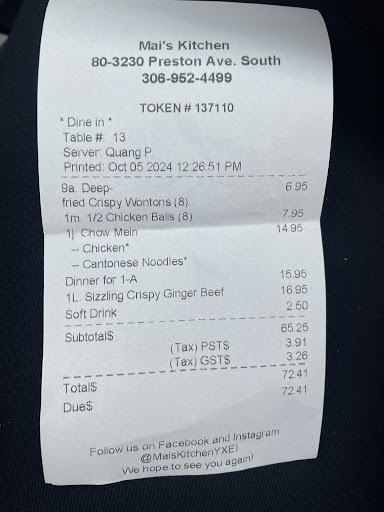 Mai's Kitchen
80-3230 Preston Ave. South
306-952-4499
TOKEN # 137110
* Dine in *
Table #: 13
Server: Quang P.
Printed: Oct 05 2024 12:26:51 PM
9a. Deep- 6.95
fried Crispy Wontons (8)
1m. 1/2 Chicken Balls (8) 7.95
1j. Chow Mein 14.95
-- Chicken*
-- Cantonese Noodles*
Dinner for 1-A 15.95
1L. Sizzling Crispy Ginger Beef 16.95
Soft Drink 2.50
Subtotal$ 65.25
(Tax) PST$ 3.91
(Tax) GST$ 3.26
72.41
Total$ 72.41
Due$
Follow us on Facebook and Instagram
@MaisKitchenYXE!
We hope to see you again!